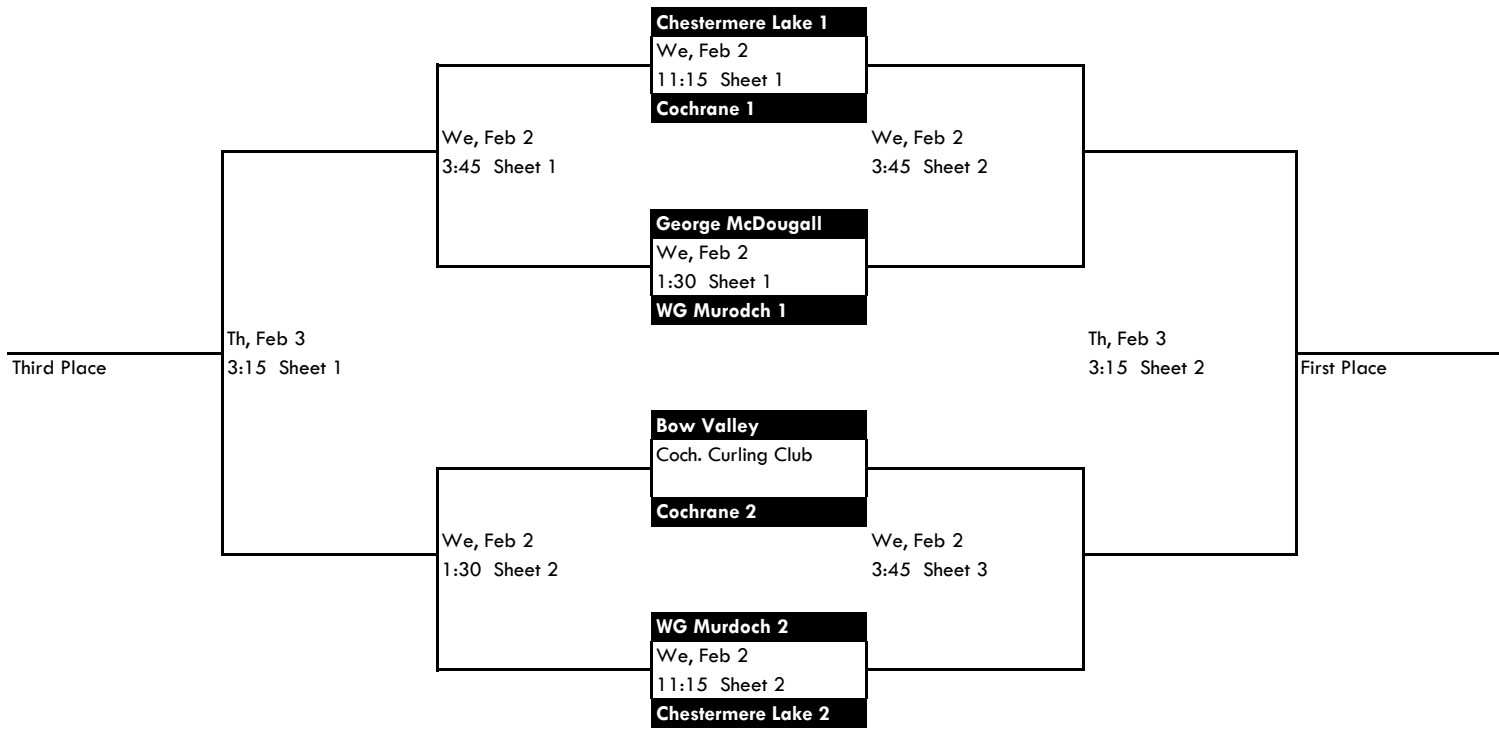 Chestermere Lake 1
We, Feb 2
11:15 Sheet 1
Cochrane 1
We, Feb 2
3:45 Sheet 1
We, Feb 2
3:45 Sheet 2
George McDougall
We, Feb 2
1:30 Sheet 1
WG Murodch 1
Th, Feb 3
3:15 Sheet 1
Third Place
Th, Feb 3
3:15 Sheet 2
First Place
Bow Valley
Coch. Curling Club
Cochrane 2
We, Feb 2
1:30 Sheet 2
We, Feb 2
3:45 Sheet 3
WG Murdoch 2
We, Feb 2
11:15 Sheet 2
Chestermere Lake 2